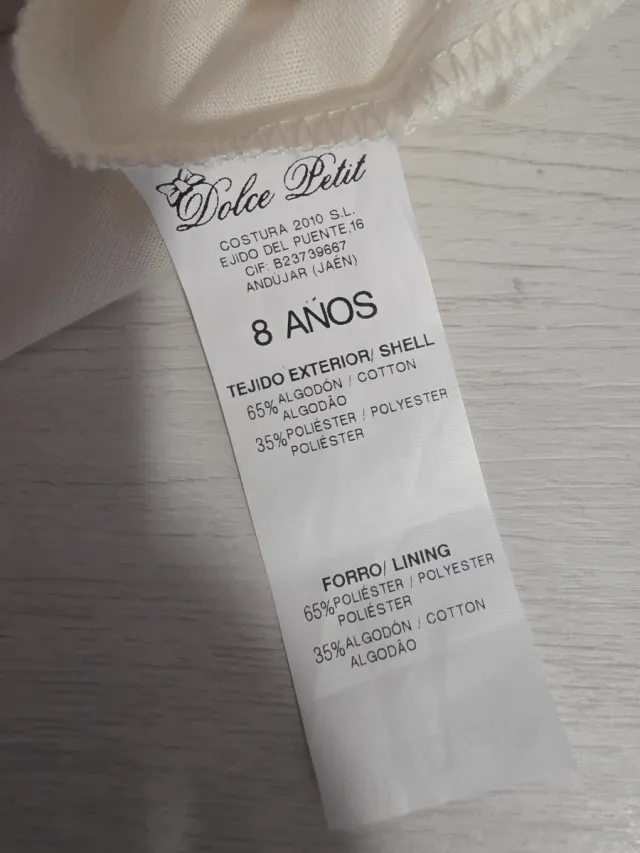 Dolce Petit
COSTURA 2010 S.L.
EJIDO DEL PUENTE,16
CIF: B23739667
ANDÚJAR (JAÉN)
8 AÑOS
TEJIDO EXTERIOR/ SHELL
65% ALGODÓN / COTTON
ALGODÃO
35% POLIÉSTER / POLYESTER
POLIÉSTER
FORRO/ LINING
65% POLIÉSTER / POLYESTER
POLIÉSTER
35% ALGODÓN / COTTON
ALGODÃO